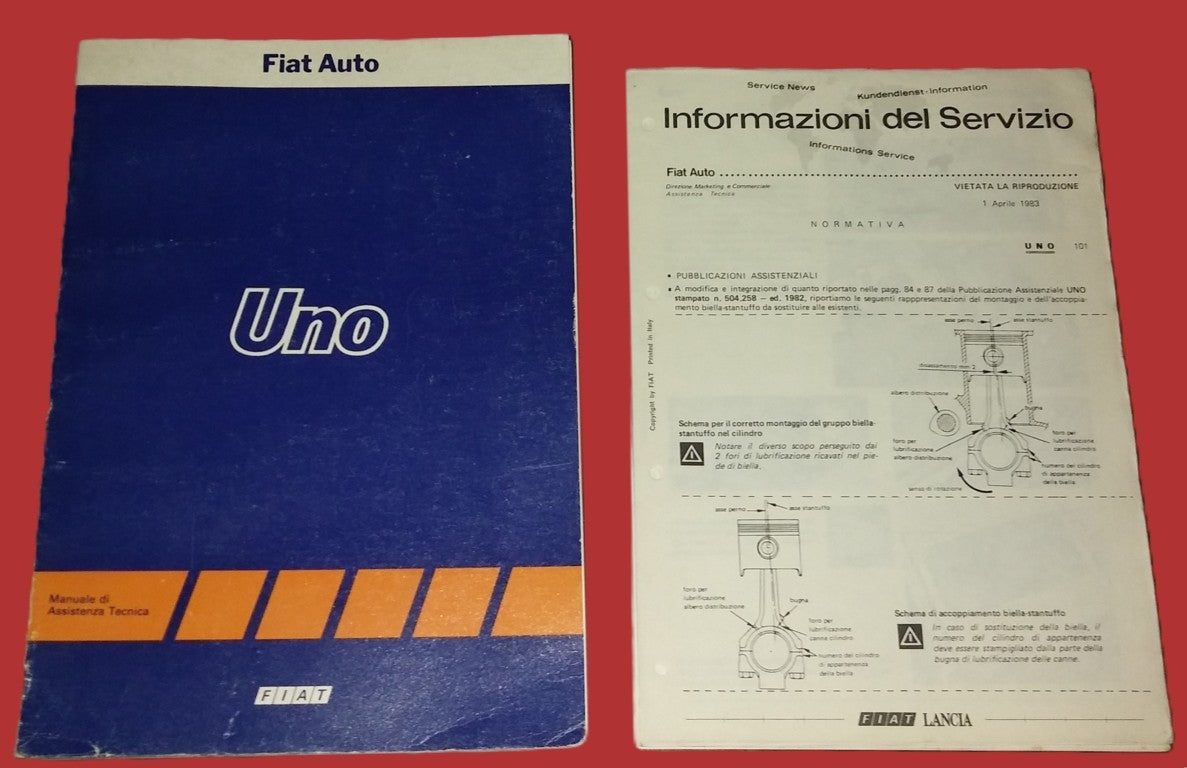 Fiat Auto
Uno
Manuale di
Assistenza Tecnica
FIAT
Service News
Kundendienst-Information
Informazioni del Servizio
Informations Service
Fiat Auto
Direzione Marketing e Commerciale
Assistenza Tecnica
VIETATA LA RIPRODUZIONE
1 Aprile 1983
NORMATIVA
UNO 101
• PUBBLICAZIONI ASSISTENZIALI
• A modifica e integrazione di quanto riportato nelle pagg. 84 e 87 della Pubblicazione Assistenziale UNO
stampato n. 504.258 — ed. 1982, riportiamo le seguenti rapppresentazioni del montaggio e dell'accoppia-
mento biella-stantuffo da sostituire alle esistenti.
Copyright by FIAT Printed in Italy
asse perno
asse stantuffo
disassamento mm 2
albero distribuzione
bugna
foro per
lubrificazione
albero distribuzione
foro per
lubrificazione
canna cilindro
numero del cilindro
di appartenenza
della biella
senso di rotazione
Schema per il corretto montaggio del gruppo biella-
stantuffo nel cilindro
Notare il diverso scopo perseguito dai
2 fori di lubrificazione ricavati nel pie-
de di biella.
asse perno
asse stantuffo
foro per
lubrificazione
albero distribuzione
bugna
foro per
lubrificazione
canna cilindro
numero del cilindro
di appartenenza
della biella
Schema di accoppiamento biella-stantuffo
In caso di sostituzione della biella, il
numero del cilindro di appartenenza
deve essere stampigliato dalla parte della
bugna di lubrificazione delle canne.
FIAT LANCIA